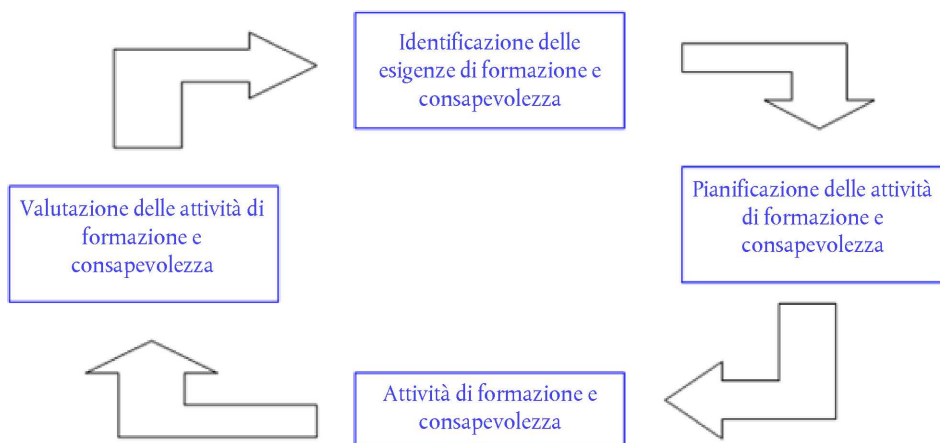 Identificazione delle
esigenze di formazione e
consapevolezza
Pianificazione delle attività
di formazione e
consapevolezza
Attività di formazione e
consapevolezza
Valutazione delle attività di
formazione e
consapevolezza